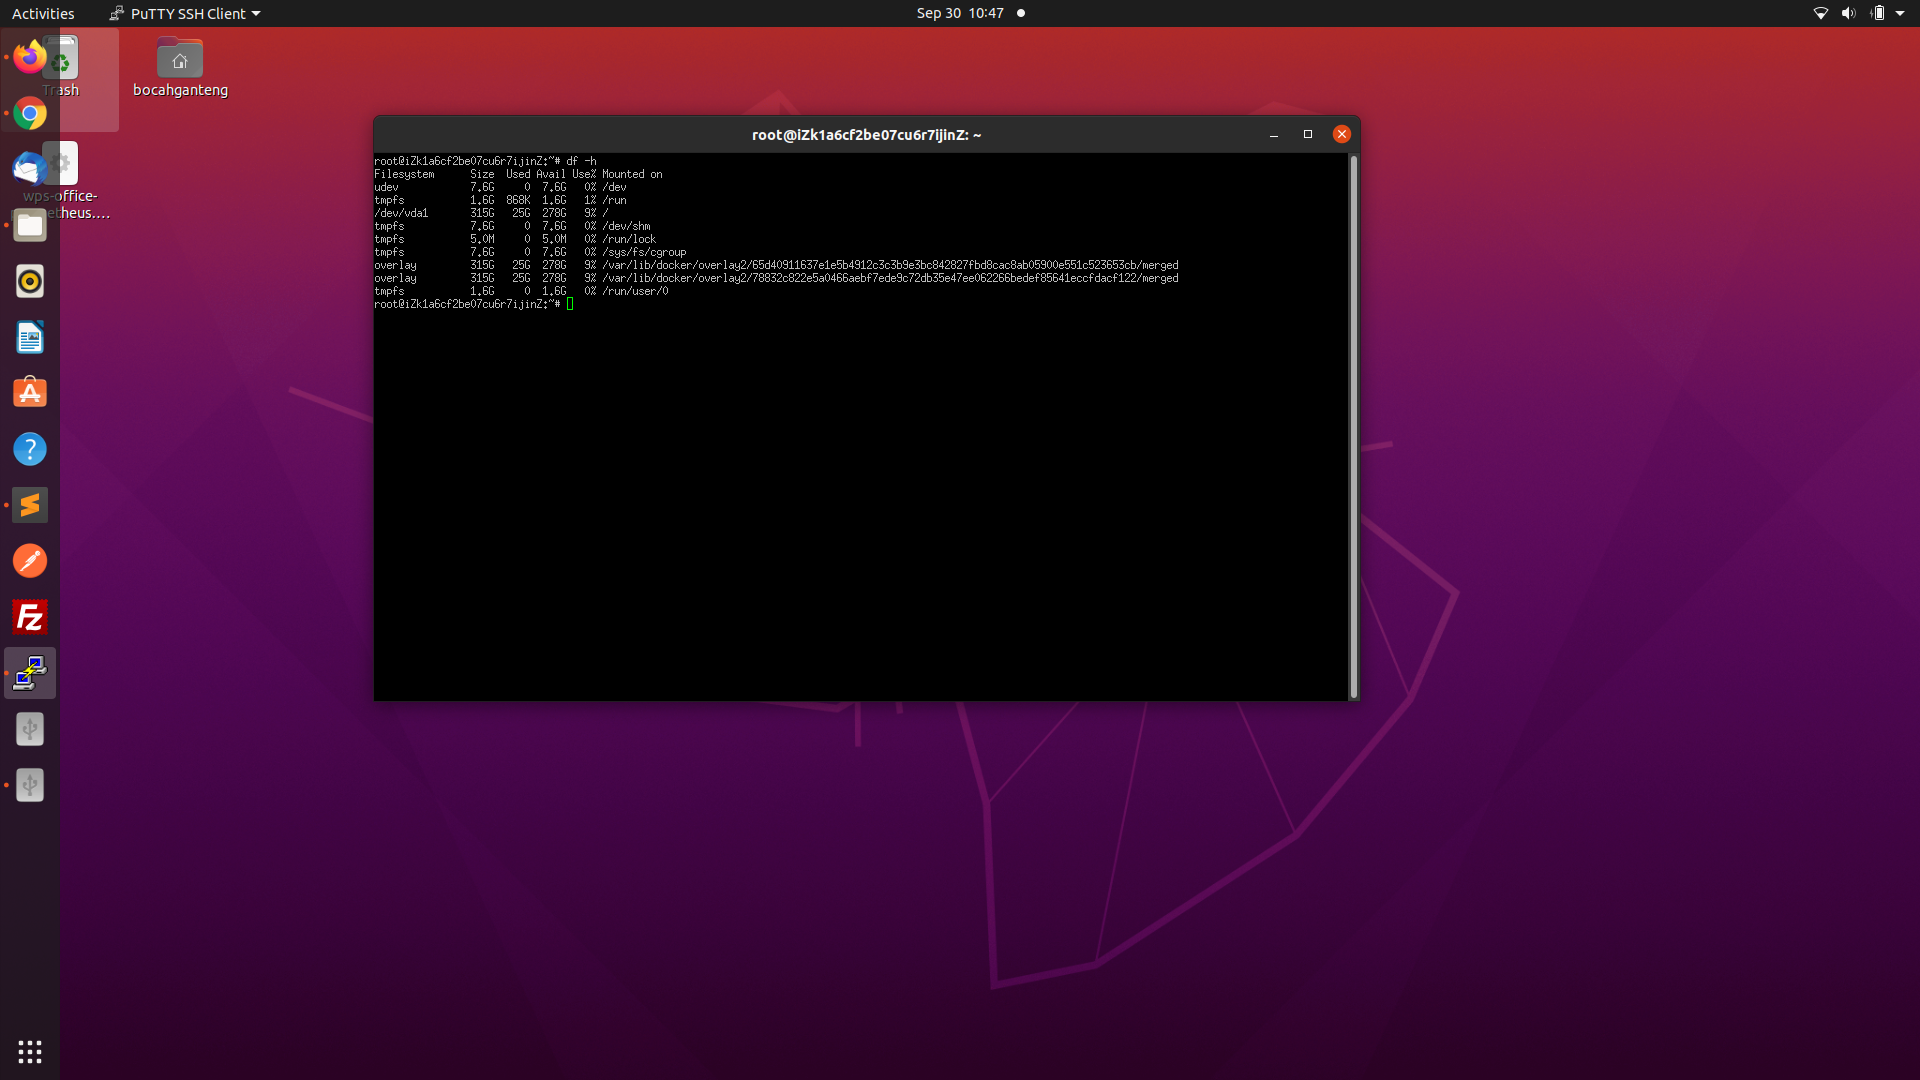 Activities
PuTTY SSH Client
Sep 30 10:47
Trash
bocahganteng
wps-office-
theus....
root@iZk1a6cf2be07cu6r7ijinZ: ~
root@iZk1a6cf2be07cu6r7ijinZ:~# df -h
Filesystem Size Used Avail Use% Mounted on
udev 7.6G 0 7.6G 0% /dev
tmpfs 1.6G 868K 1.6G 1% /run
/dev/vda1 315G 25G 278G 9% /
tmpfs 7.6G 0 7.6G 0% /dev/shm
tmpfs 5.0M 0 5.0M 0% /run/lock
tmpfs 7.6G 0 7.6G 0% /sys/fs/cgroup
overlay 315G 25G 278G 9% /var/lib/docker/overlay2/65d40911637e1e5b4912c3c3b9e3bc842827fbd8cac8ab05900e551c523653cb/merged
overlay 315G 25G 278G 9% /var/lib/docker/overlay2/78832c822e5a0466aebf7ede9c72db35e47ee062266bedef85641eccfdacf122/merged
tmpfs 1.6G 0 1.6G 0% /run/user/0
root@iZk1a6cf2be07cu6r7ijinZ:~#